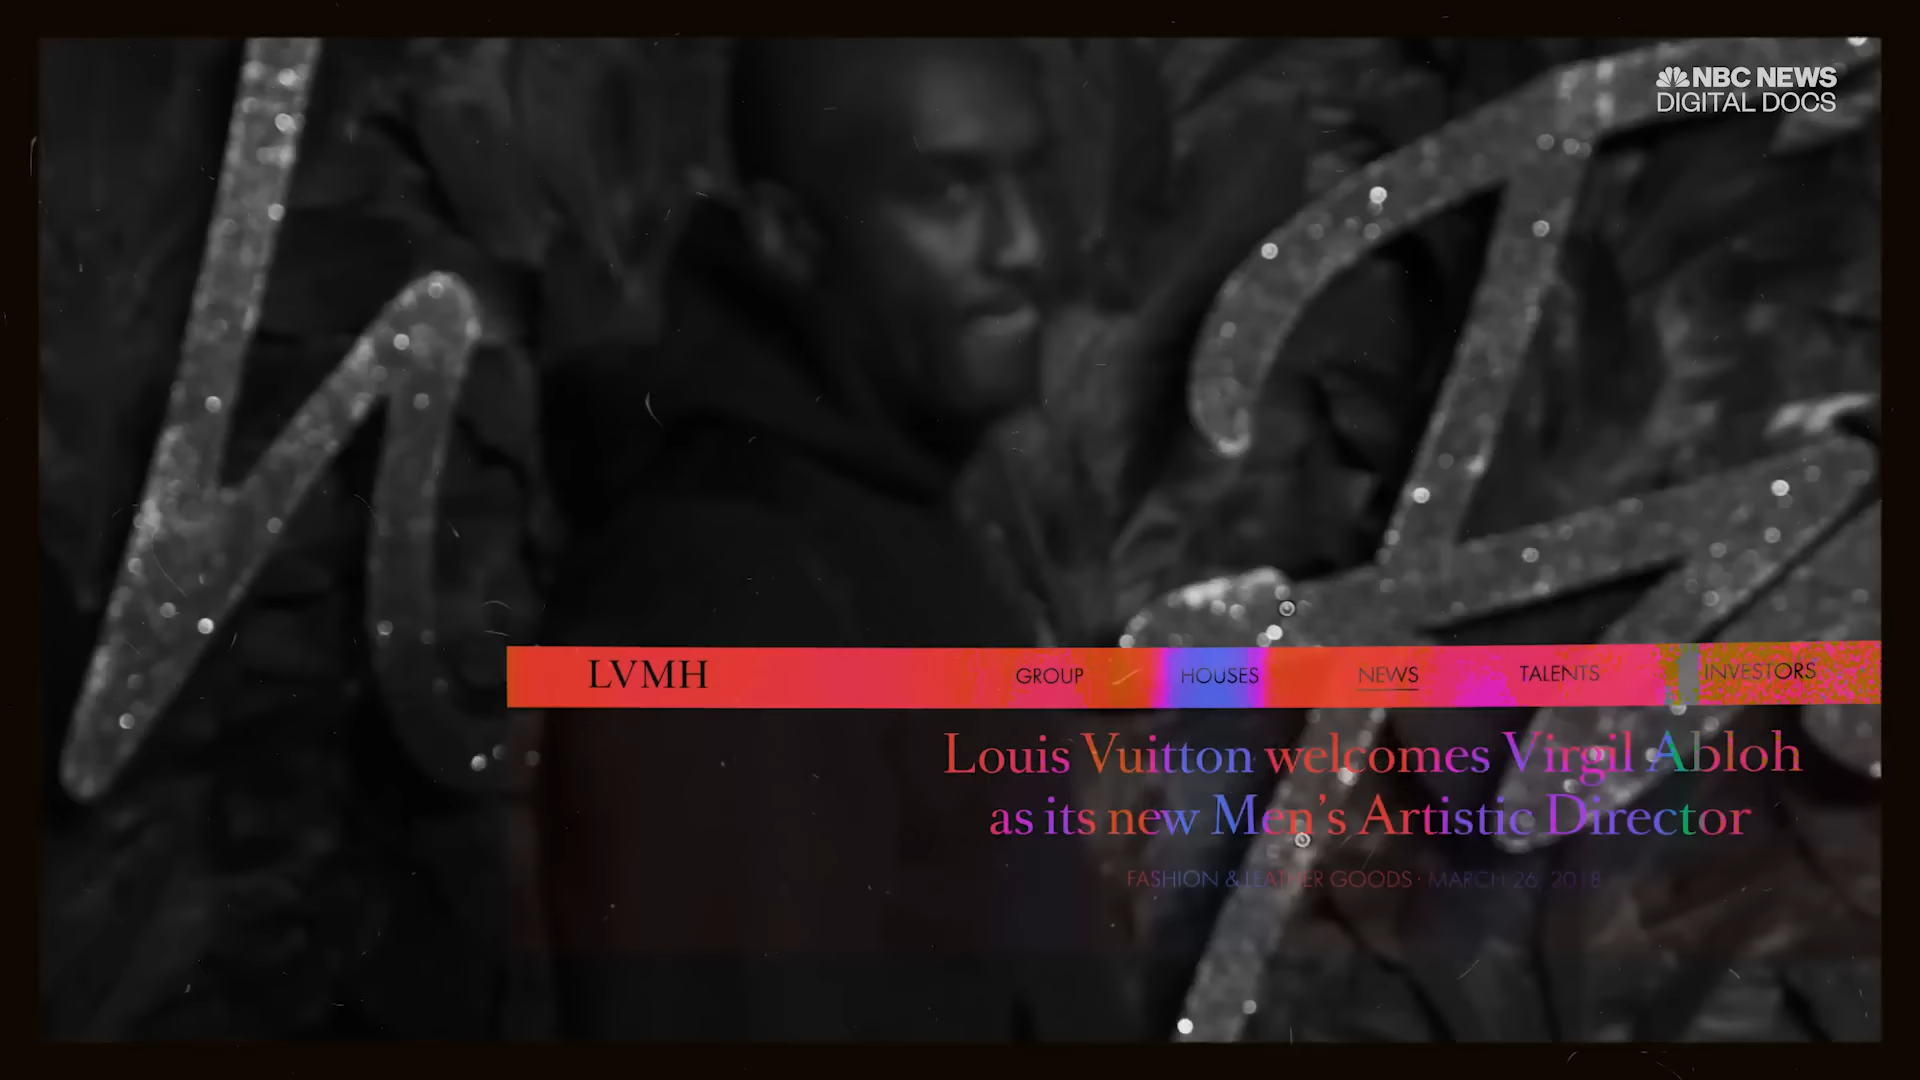 NBC NEWS
DIGITAL DOCS
LVMH GROUP HOUSES NEWS TALENTS INVESTORS
Louis Vuitton welcomes Virgil Abloh
as its new Men's Artistic Director
FASHION & LEATHER GOODS · MARCH 26, 2018